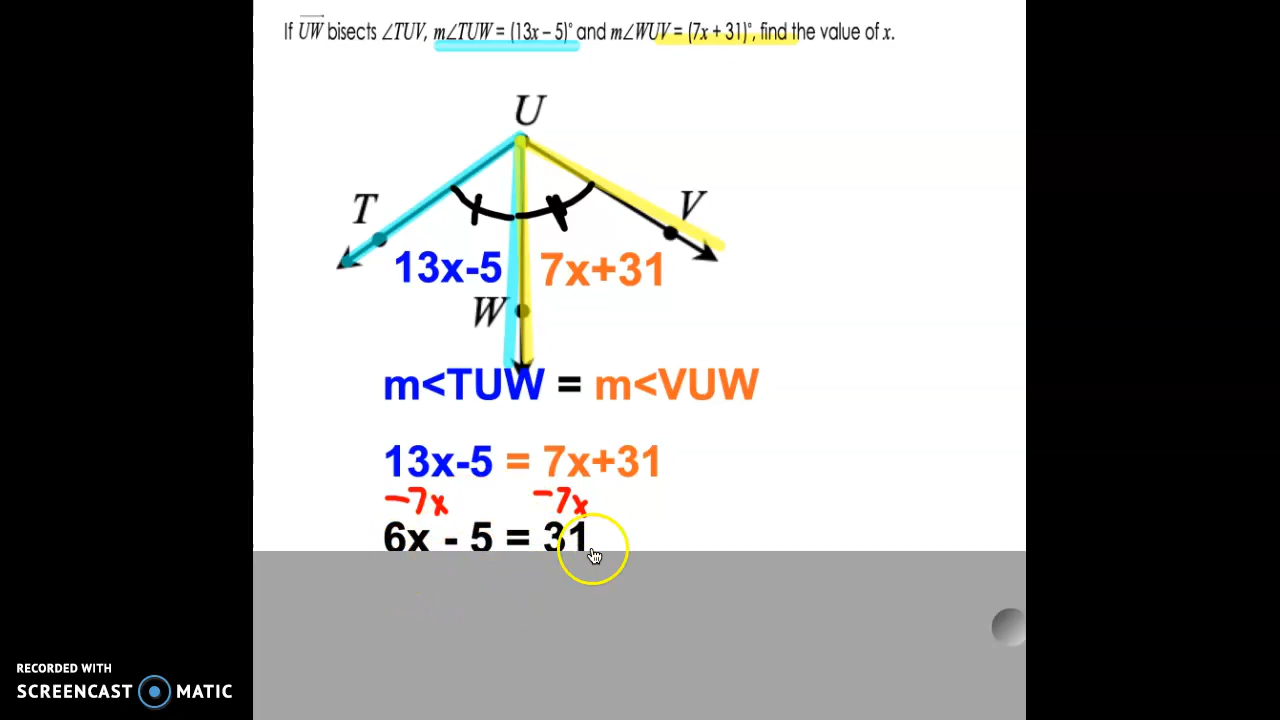 If UW bisects ∠TUV, m∠TUW = (13x – 5)° and m∠WUV = (7x + 31)°, find the value of x.
U
T
V
13x-5 7x+31
W
m<TUW = m<VUW
13x-5 = 7x+31
-7x -7x
6x - 5 = 31
RECORDED WITH
SCREENCAST MATIC